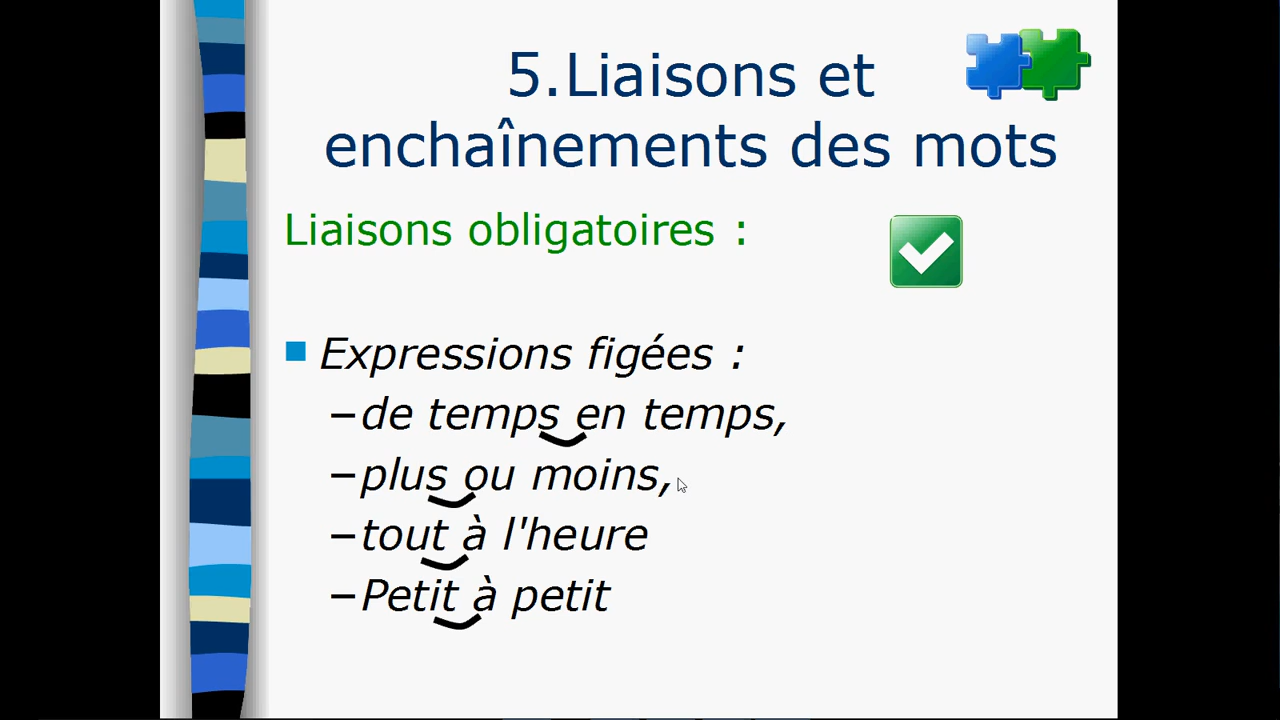 5.Liaisons et
enchaînements des mots
Liaisons obligatoires :
Expressions figées :
–de temps en temps,
–plus ou moins,
–tout à l'heure
–Petit à petit